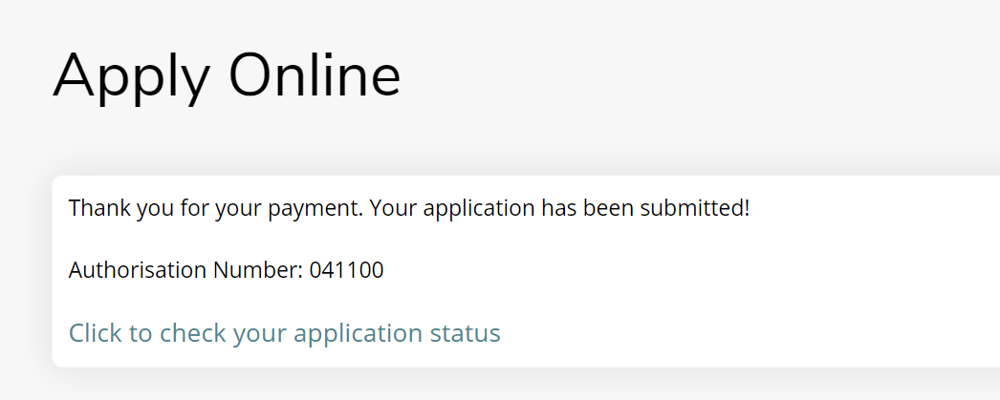 Apply Online
Thank you for your payment. Your application has been submitted!
Authorisation Number: 041100
Click to check your application status